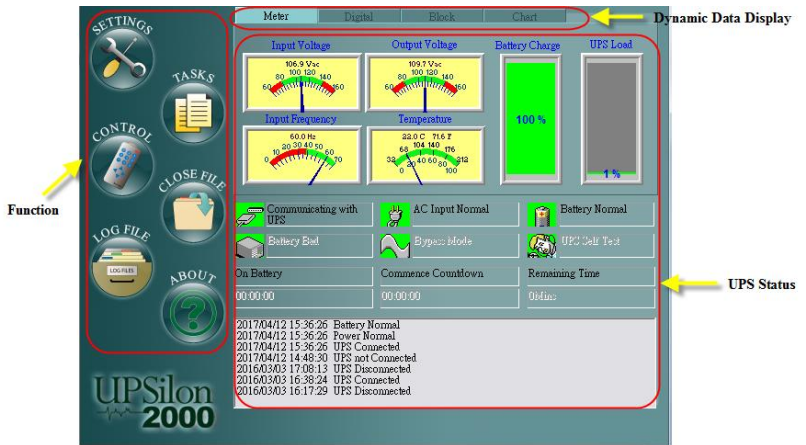 Meter Digital Block Chart
Dynamic Data Display
SETTINGS
TASKS
CONTROL
CLOSE FILE
LOG FILE
LOG FILES
ABOUT
Function
Input Voltage Output Voltage Battery Charge UPS Load
106.9 Vac
60 80 100 120 140 160
109.7 Vac
60 80 100 120 140 160
100 %
1 %
Input Frequency Temperature
60.0 Hz
0 10 20 30 40 50 60 70
22.0 C 71.6 F
32 68 104 140 176 212
0 20 40 60 80 100
Communicating with UPS
AC Input Normal
Battery Normal
Battery Bad
Bypass Mode
UPS Self Test
On Battery Commence Countdown Remaining Time
00:00:00 00:00:00 0Mins
UPS Status
2017/04/12 15:36:26 Battery Normal
2017/04/12 15:36:26 Power Normal
2017/04/12 15:36:26 UPS Connected
2017/04/12 14:48:30 UPS not Connected
2016/03/03 17:08:13 UPS Disconnected
2016/03/03 16:38:24 UPS Connected
2016/03/03 16:17:29 UPS Disconnected
UPSilon
2000